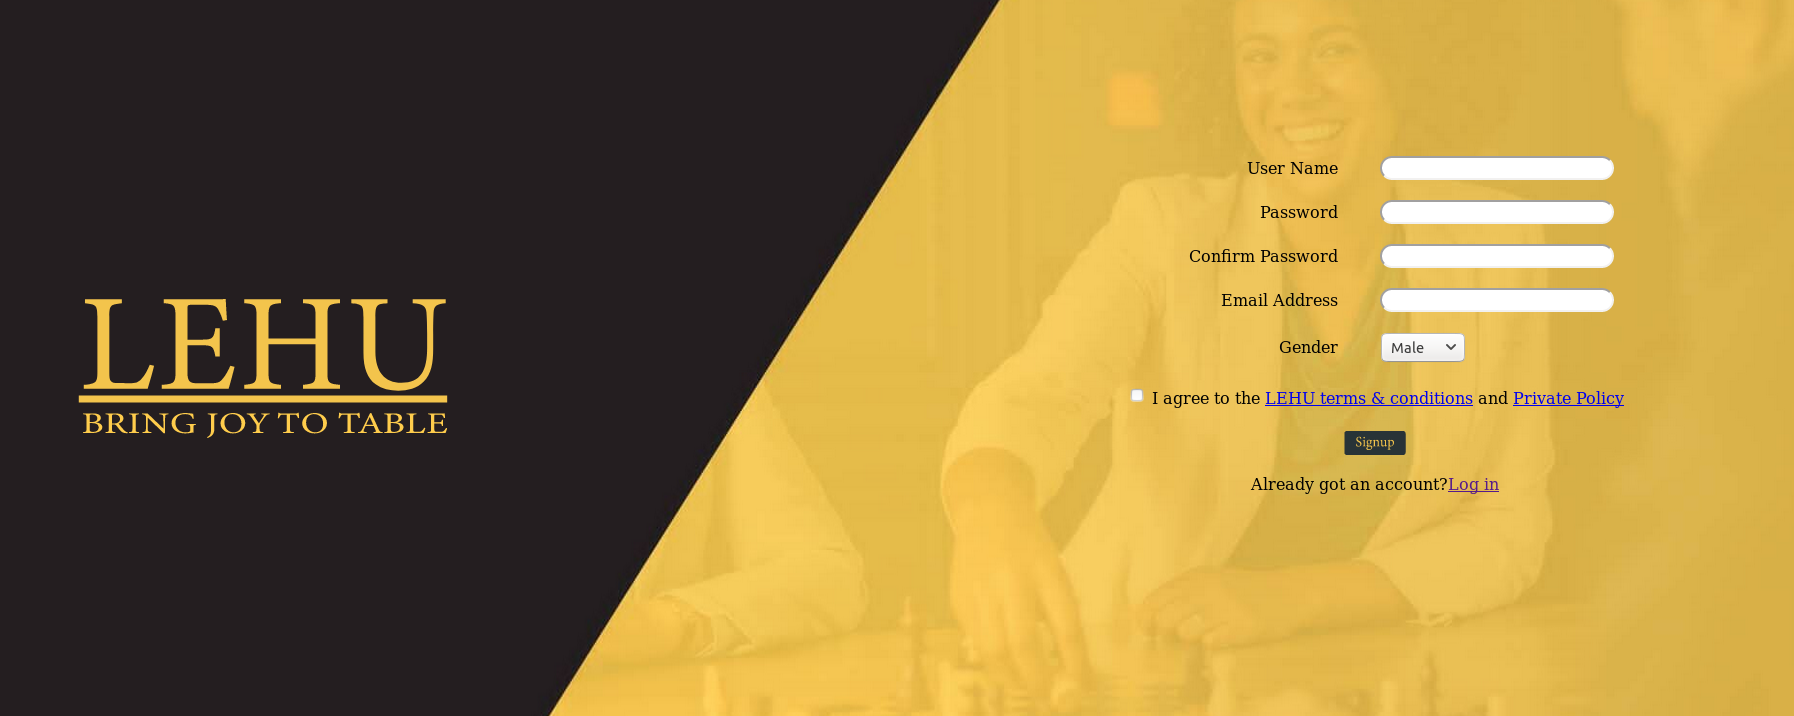 LEHU
BRING JOY TO TABLE
User Name
Password
Confirm Password
Email Address
Gender Male
I agree to the LEHU terms & conditions and Private Policy
Signup
Already got an account?Log in